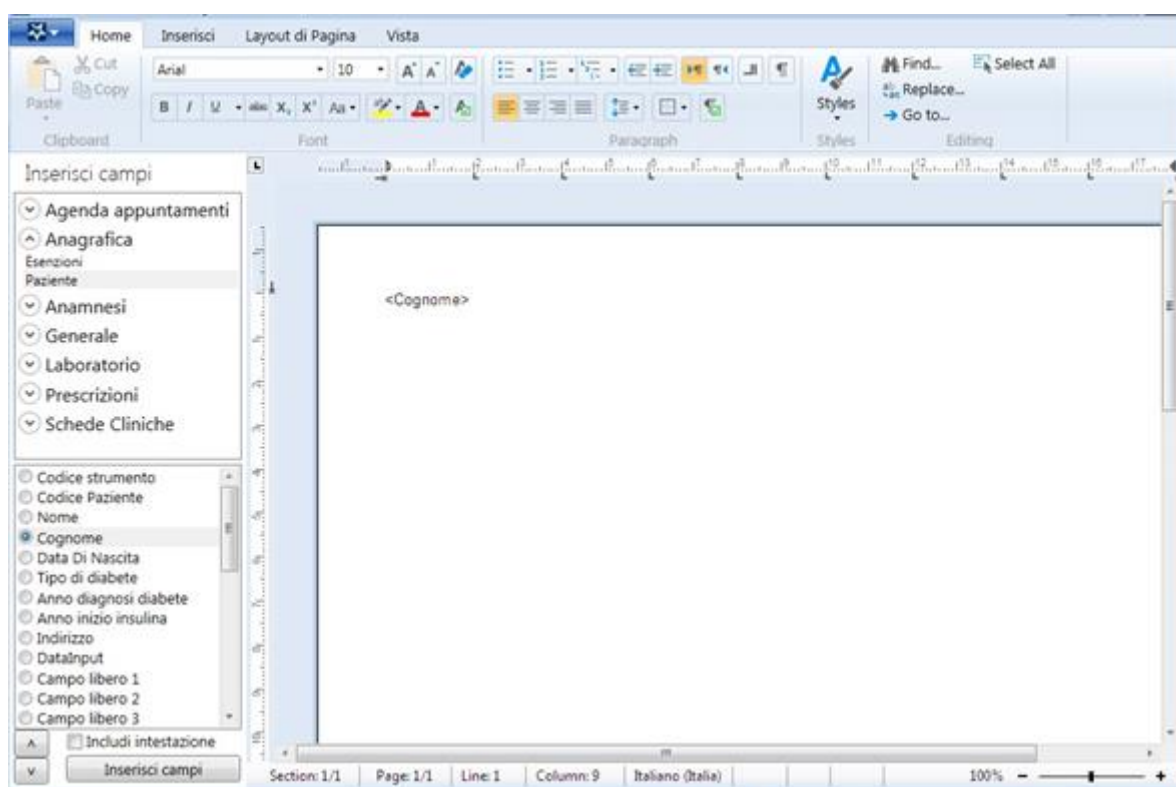 Home Inserisci Layout di Pagina Vista
Cut
Copy
Paste
Clipboard
Arial 10
B I U abc X, X' Aa A
Font
Paragraph
Styles
Styles
Find...
Replace...
Go to...
Select All
Editing
Inserisci campi
Agenda appuntamenti
Anagrafica
Esenzioni
Paziente
Anamnesi
Generale
Laboratorio
Prescrizioni
Schede Cliniche
<Cognome>
Codice strumento
Codice Paziente
Nome
Cognome
Data Di Nascita
Tipo di diabete
Anno diagnosi diabete
Anno inizio insulina
Indirizzo
DataInput
Campo libero 1
Campo libero 2
Campo libero 3
Includi intestazione
Inserisci campi
Section: 1/1 Page: 1/1 Line: 1 Column: 9 Italiano (Italia) 100%